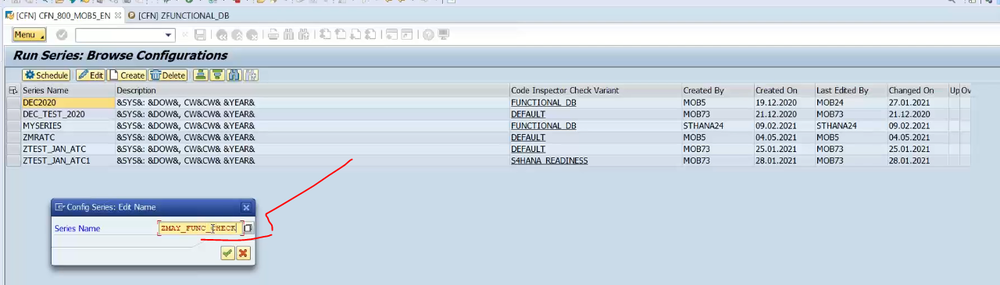 [CFN] CFN_800_MOB5_EN [CFN] ZFUNCTIONAL_DB
Menu
Run Series: Browse Configurations
Schedule Edit Create Delete
Series Name Description Code Inspector Check Variant Created By Created On Last Edited By Changed On Up Ov
DEC2020 &SYS&: &DOW&, CW&CW& &YEAR& FUNCTIONAL_DB MOB5 19.12.2020 MOB24 27.01.2021
DEC_TEST_2020 &SYS&: &DOW&, CW&CW& &YEAR& DEFAULT MOB73 21.12.2020 MOB73 21.12.2020
MYSERIES &SYS&: &DOW&, CW&CW& &YEAR& FUNCTIONAL_DB STHANA24 09.02.2021 STHANA24 09.02.2021
ZMRATC &SYS&: &DOW&, CW&CW& &YEAR& DEFAULT MOB5 04.05.2021 MOB5 04.05.2021
ZTEST_JAN_ATC &SYS&: &DOW&, CW&CW& &YEAR& DEFAULT MOB73 25.01.2021 MOB73 25.01.2021
ZTEST_JAN_ATC1 &SYS&: &DOW&, CW&CW& &YEAR& S4HANA_READINESS MOB73 28.01.2021 MOB73 28.01.2021
Config Series: Edit Name
Series Name ZMAY_FUNC_CHECK